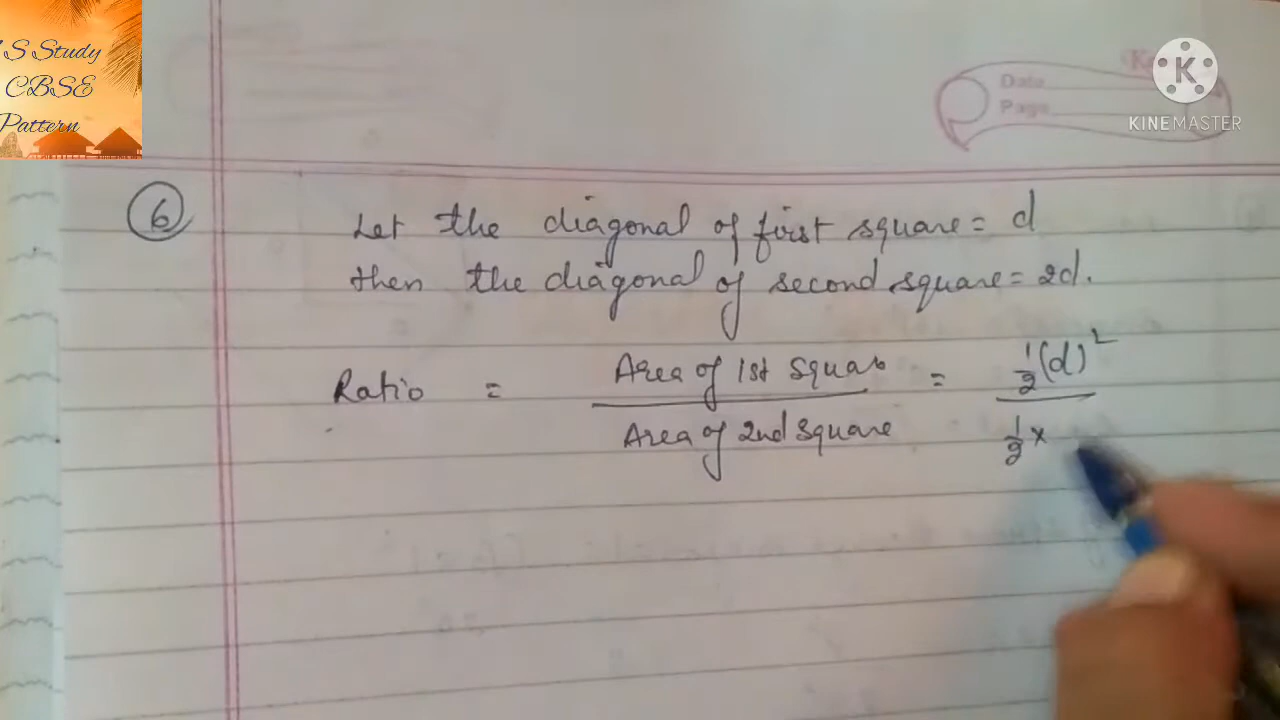 'S Study
CBSE
Pattern
Date
Page
KINEMASTER
6
Let the diagonal of first square = d
then the diagonal of second square = 2d.
Ratio = Area of 1st Squar / Area of 2nd Square = 1/2 (d)² / 1/2 ×